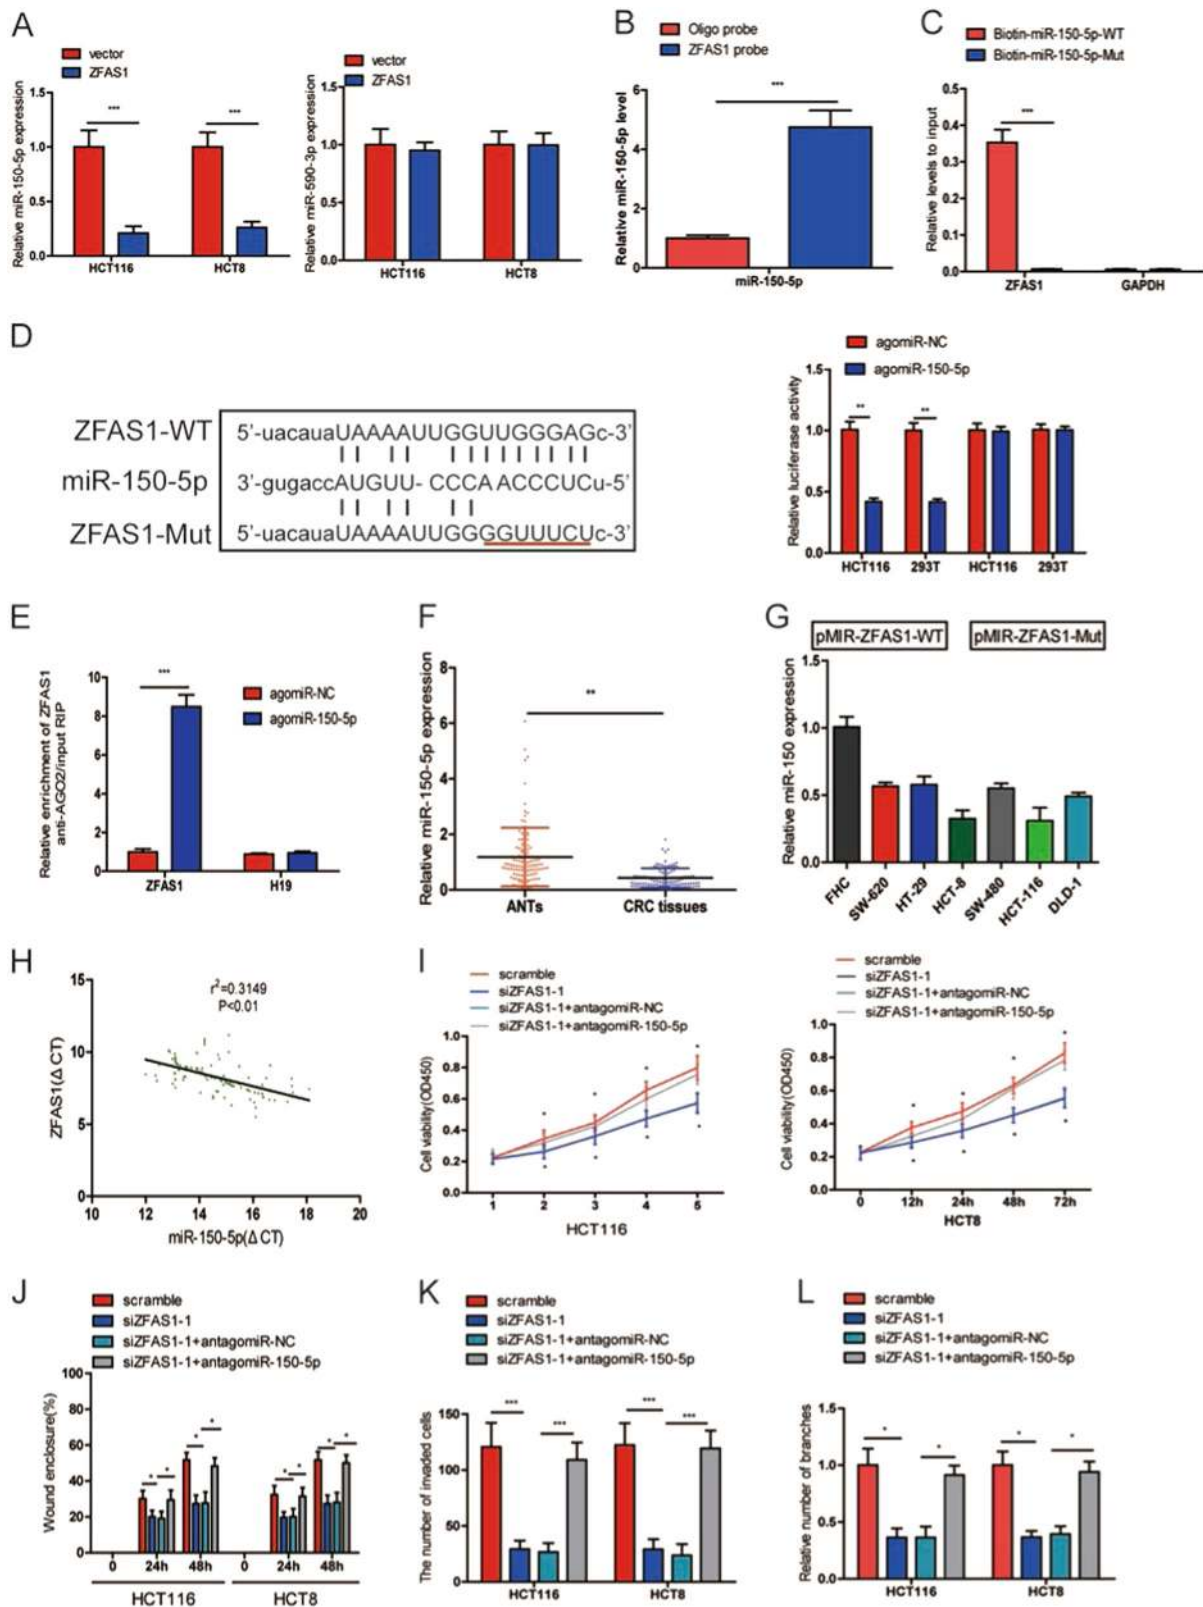 A
vector
ZFAS1
Relative miR-150-5p expression
1.5
1.0
0.5
0.0
***
***
HCT116
HCT8
vector
ZFAS1
Relative miR-590-3p expression
1.5
1.0
0.5
0.0
HCT116
HCT8
B
Oligo probe
ZFAS1 probe
Relative miR-150-5p level
6
4
2
0
***
miR-150-5p
C
Biotin-miR-150-5p-WT
Biotin-miR-150-5p-Mut
Relative levels to input
0.5
0.4
0.3
0.2
0.1
0.0
***
ZFAS1
GAPDH
D
ZFAS1-WT 5'-uacauaUAAAAUUGGUUGGGAGc-3'
miR-150-5p 3'-gugaccAUGUU- CCCAACCCUCu-5'
ZFAS1-Mut 5'-uacauaUAAAAUUGGGGUUUCUc-3'
agomiR-NC
agomiR-150-5p
Relative luciferase activity
1.5
1.0
0.5
0.0
**
**
HCT116
293T
HCT116
293T
pMIR-ZFAS1-WT
pMIR-ZFAS1-Mut
E
Relative enrichment of ZFAS1
anti-AGO2/input RIP
10
8
6
4
2
0
***
agomiR-NC
agomiR-150-5p
ZFAS1
H19
F
Relative miR-150-5p expression
8
6
4
2
0
**
ANTs
CRC tissues
G
Relative miR-150 expression
1.5
1.0
0.5
0.0
FHC
SW-620
HT-29
HCT-8
SW-480
HCT-116
DLD-1
H
ZFAS1(Δ CT)
15
10
5
0
r²=0.3149
P<0.01
10
12
14
16
18
20
miR-150-5p(Δ CT)
I
scramble
siZFAS1-1
siZFAS1-1+antagomiR-NC
siZFAS1-1+antagomiR-150-5p
Cell viability(OD450)
1.0
0.8
0.6
0.4
0.2
0.0
1
2
3
4
5
HCT116
scramble
siZFAS1-1
siZFAS1-1+antagomiR-NC
siZFAS1-1+antagomiR-150-5p
Cell viability(OD450)
1.0
0.8
0.6
0.4
0.2
0.0
0
12h
24h
48h
72h
HCT8
J
scramble
siZFAS1-1
siZFAS1-1+antagomiR-NC
siZFAS1-1+antagomiR-150-5p
Wound enclosure(%)
100
80
60
40
20
0
0
24h
48h
0
24h
48h
HCT116
HCT8
K
scramble
siZFAS1-1
siZFAS1-1+antagomiR-NC
siZFAS1-1+antagomiR-150-5p
The number of invaded cells
150
100
50
0
***
***
***
***
HCT116
HCT8
L
scramble
siZFAS1-1
siZFAS1-1+antagomiR-NC
siZFAS1-1+antagomiR-150-5p
Relative number of branches
1.5
1.0
0.5
0.0
*
*
*
*
HCT116
HCT8